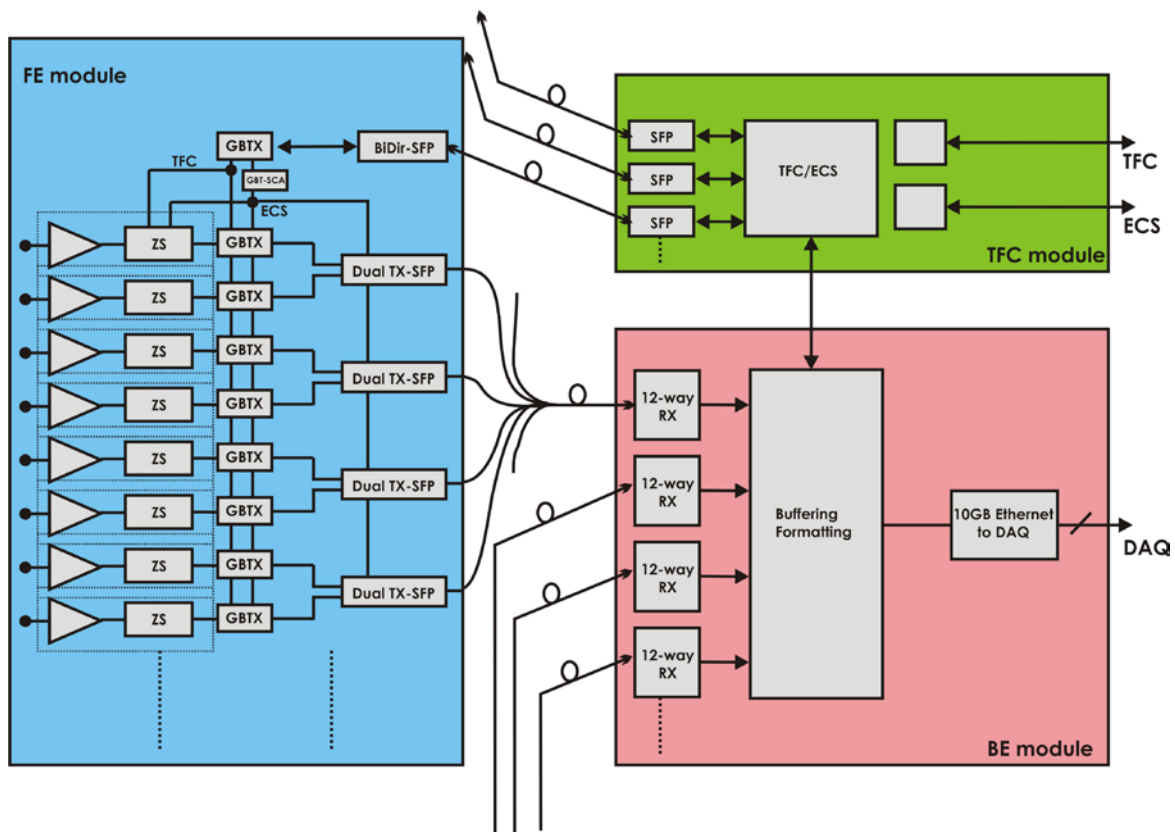 FE module
GBTX
BiDir-SFP
TFC
GBT-SCA
ECS
ZS
GBTX
Dual TX-SFP
ZS
GBTX
ZS
GBTX
Dual TX-SFP
ZS
GBTX
ZS
GBTX
Dual TX-SFP
ZS
GBTX
ZS
GBTX
Dual TX-SFP
ZS
GBTX
SFP
SFP
SFP
TFC/ECS
TFC
ECS
TFC module
12-way
RX
12-way
RX
12-way
RX
12-way
RX
Buffering
Formatting
10GB Ethernet
to DAQ
DAQ
BE module